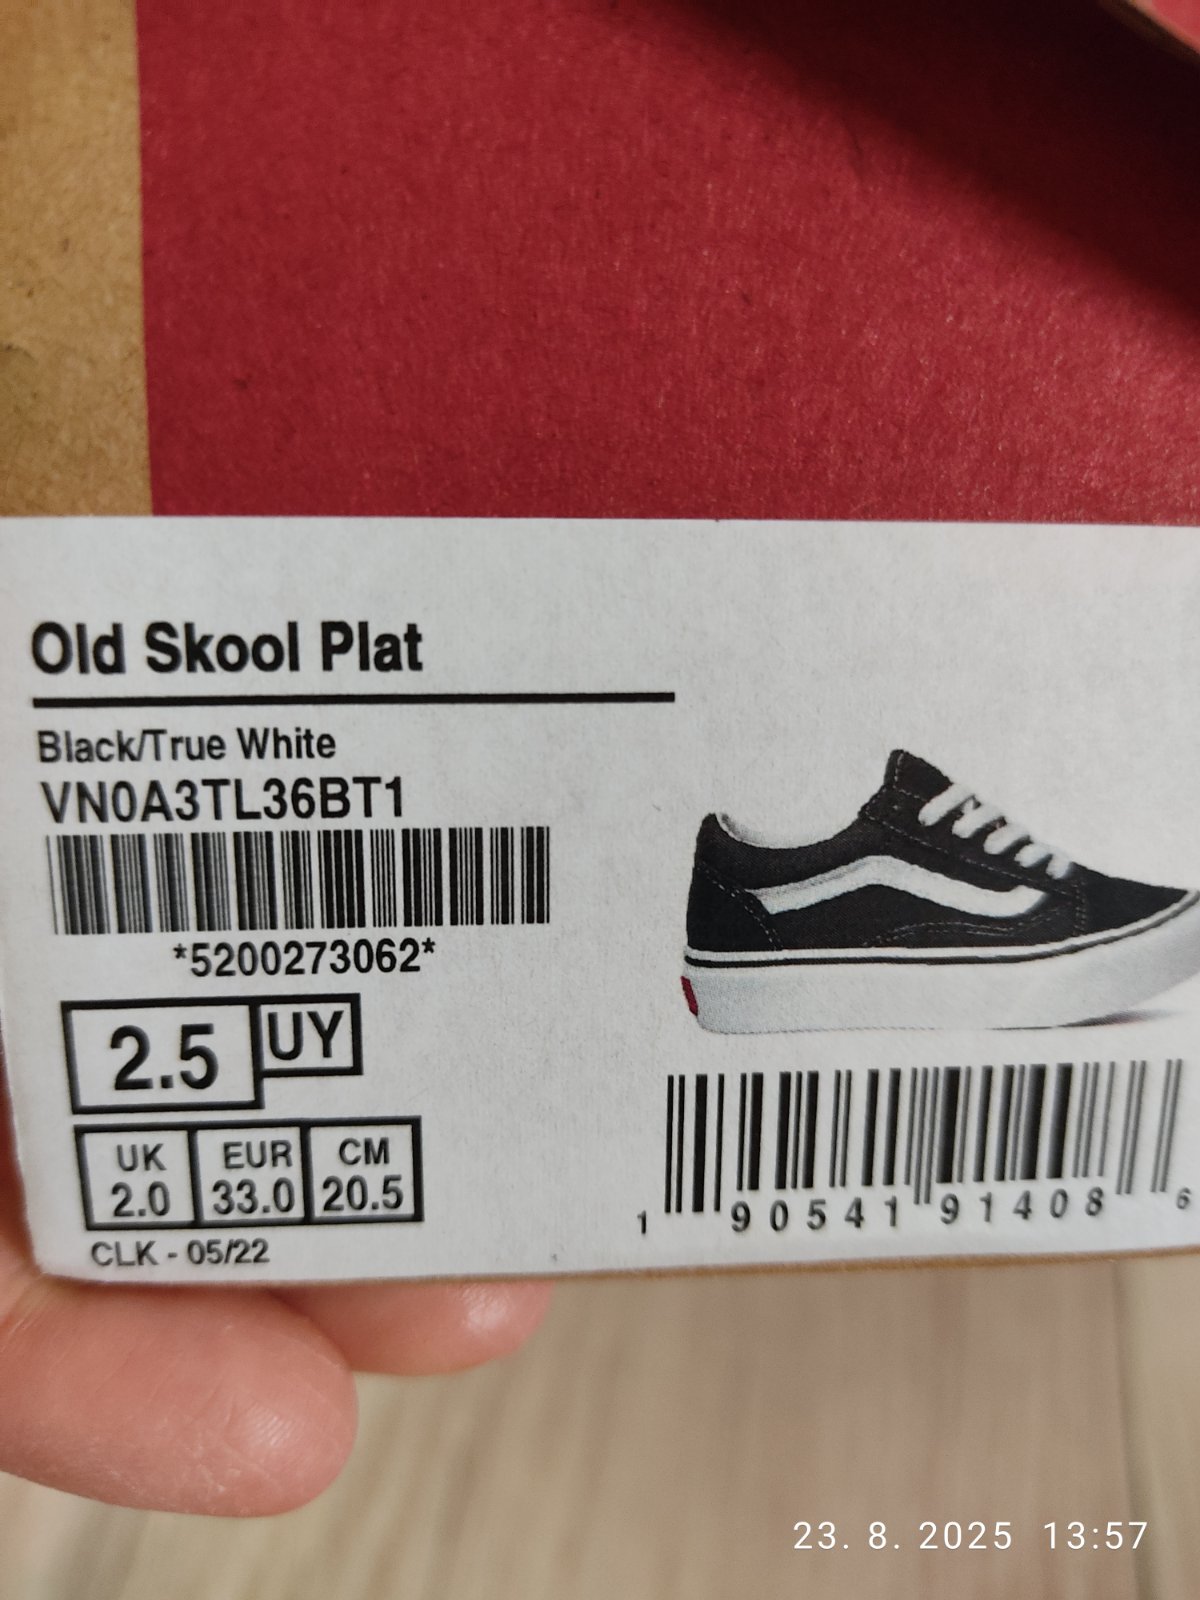 Old Skool Plat
Black/True White
VN0A3TL36BT1
*5200273062*
2.5 UY
UK EUR CM
2.0 33.0 20.5
CLK - 05/22
1 90541 91408 6
23. 8. 2025 13:57